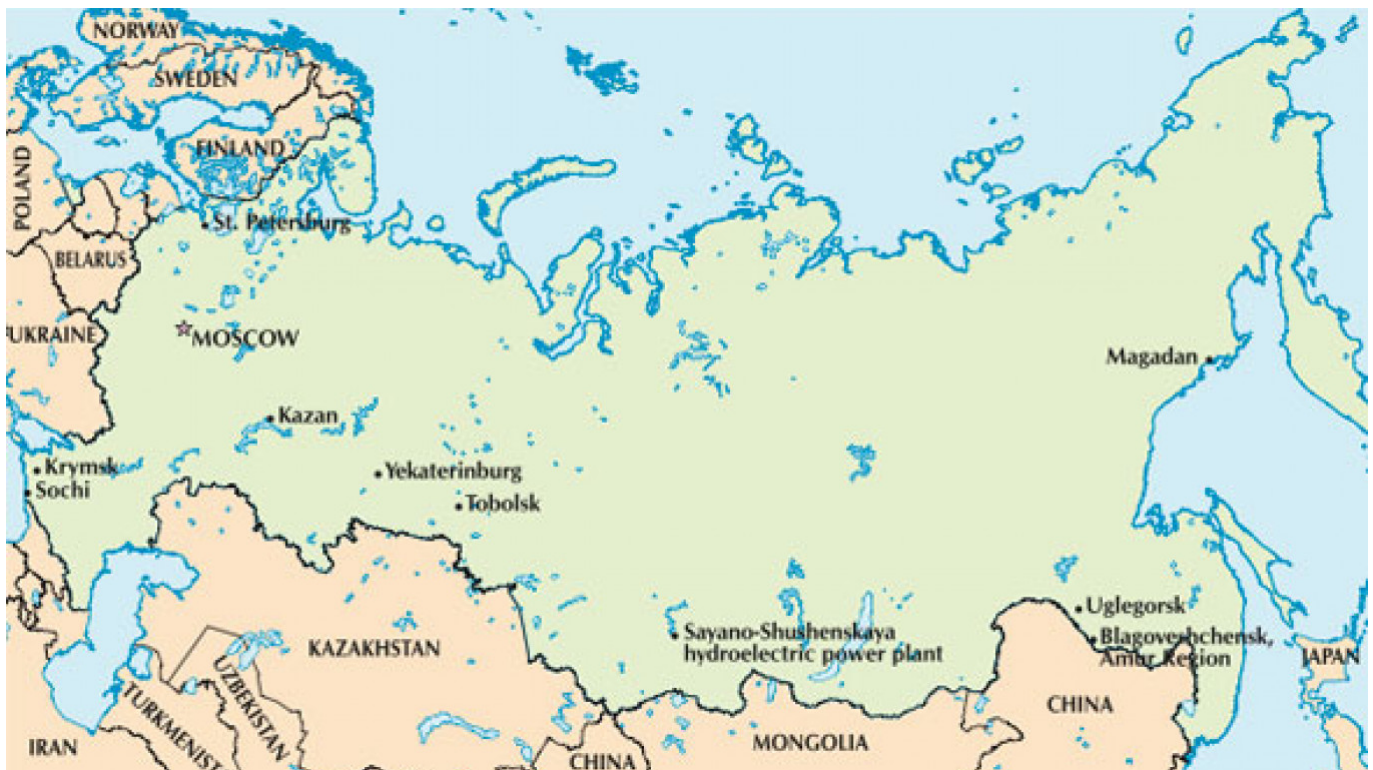 NORWAY
SWEDEN
FINLAND
POLAND
St. Petersburg
BELARUS
UKRAINE
MOSCOW
Magadan
Kazan
Krymsk
Sochi
Yekaterinburg
Tobolsk
Uglegorsk
Sayano-Shushenskaya
hydroelectric power plant
Blagoveshchensk,
Amur Region
KAZAKHSTAN
JAPAN
UZBEKISTAN
TURKMENIST
CHINA
IRAN
MONGOLIA
CHINA